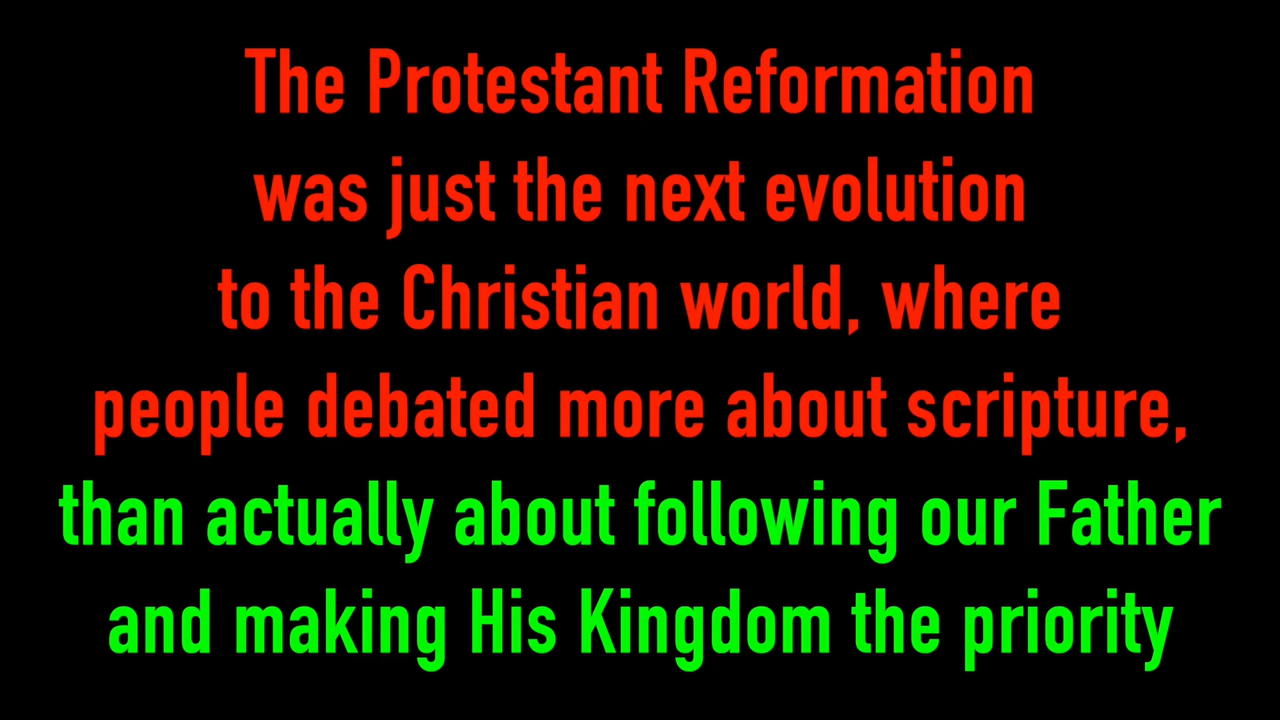 The Protestant Reformation
was just the next evolution
to the Christian world, where
people debated more about scripture,
than actually about following our Father
and making His Kingdom the priority